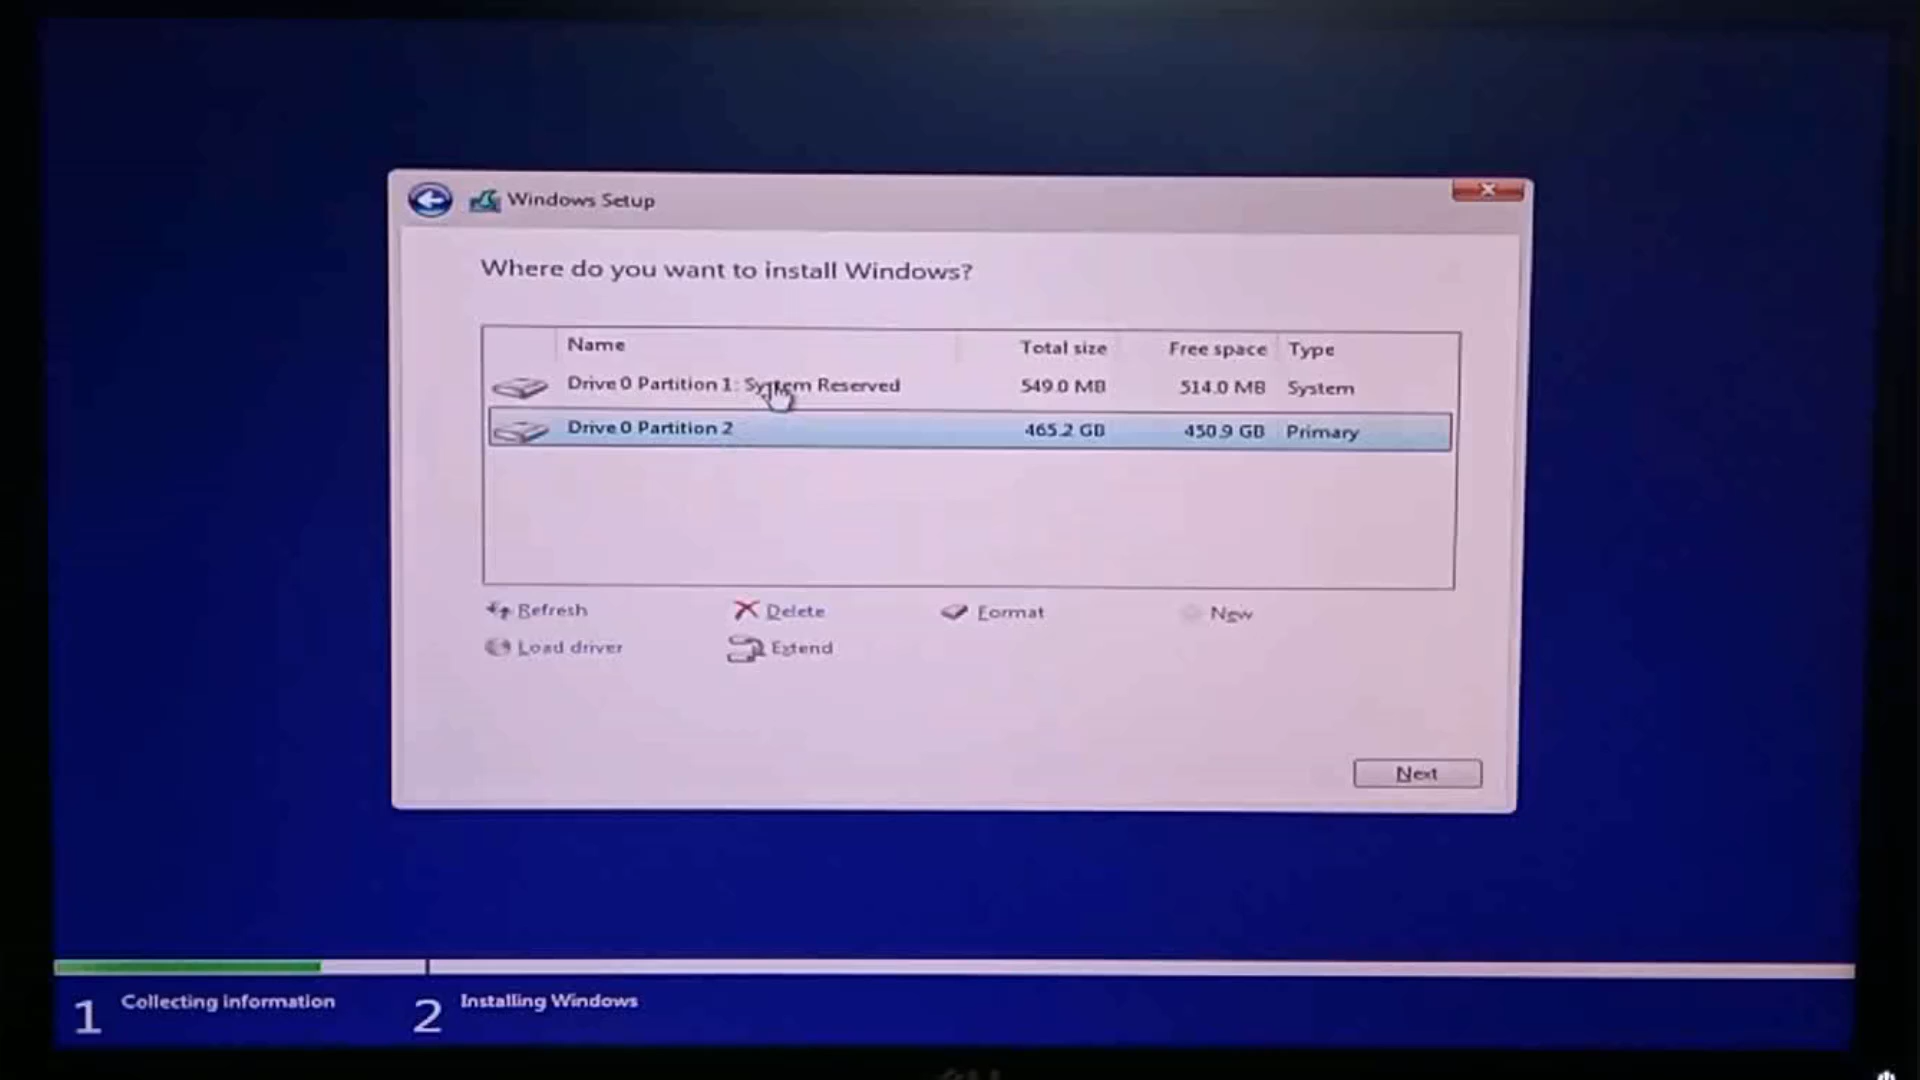 Windows Setup
Where do you want to install Windows?
Name Total size Free space Type
Drive 0 Partition 1: System Reserved 549.0 MB 514.0 MB System
Drive 0 Partition 2 465.2 GB 450.9 GB Primary
Refresh Delete Format New
Load driver Extend
Next
1 Collecting information 2 Installing Windows